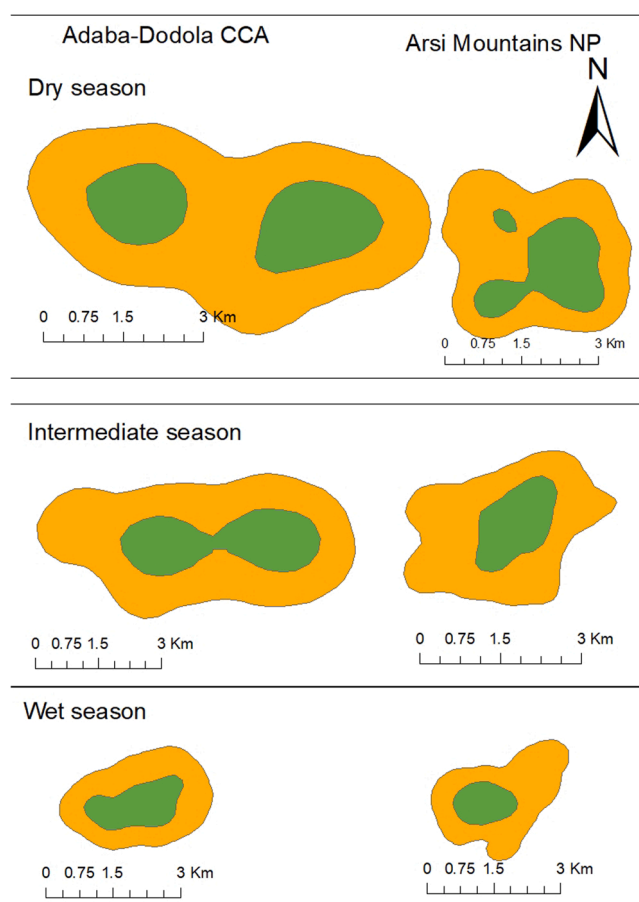 Adaba-Dodola CCA
Arsi Mountains NP
N
Dry season
0 0.75 1.5 3 Km
0 0.75 1.5 3 Km
Intermediate season
0 0.75 1.5 3 Km
0 0.75 1.5 3 Km
Wet season
0 0.75 1.5 3 Km
0 0.75 1.5 3 Km